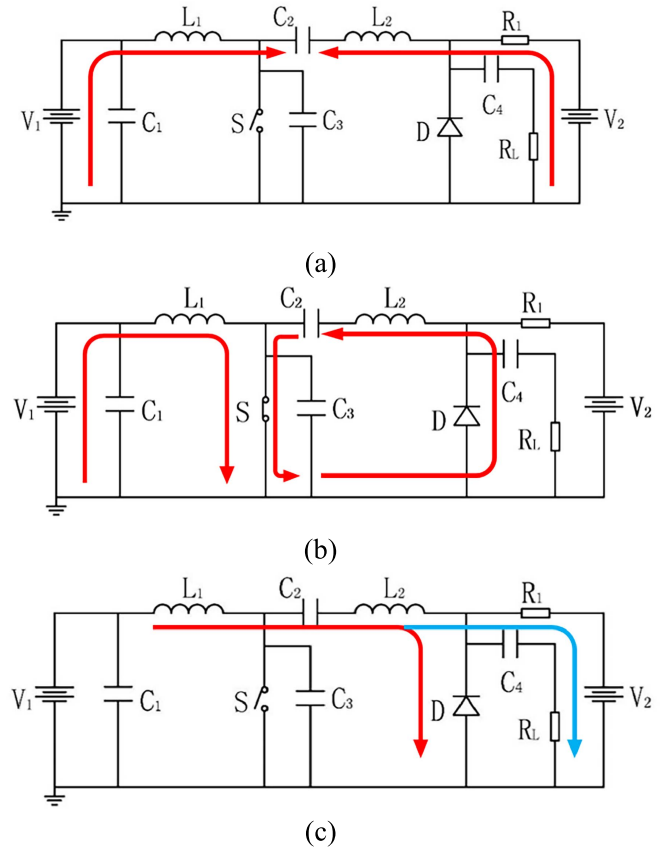 L1 C2 L2 R1
V1 C1 S C3 D C4 RL V2
(a)
L1 C2 L2 R1
V1 C1 S C3 D C4 RL V2
(b)
L1 C2 L2 R1
V1 C1 S C3 D C4 RL V2
(c)